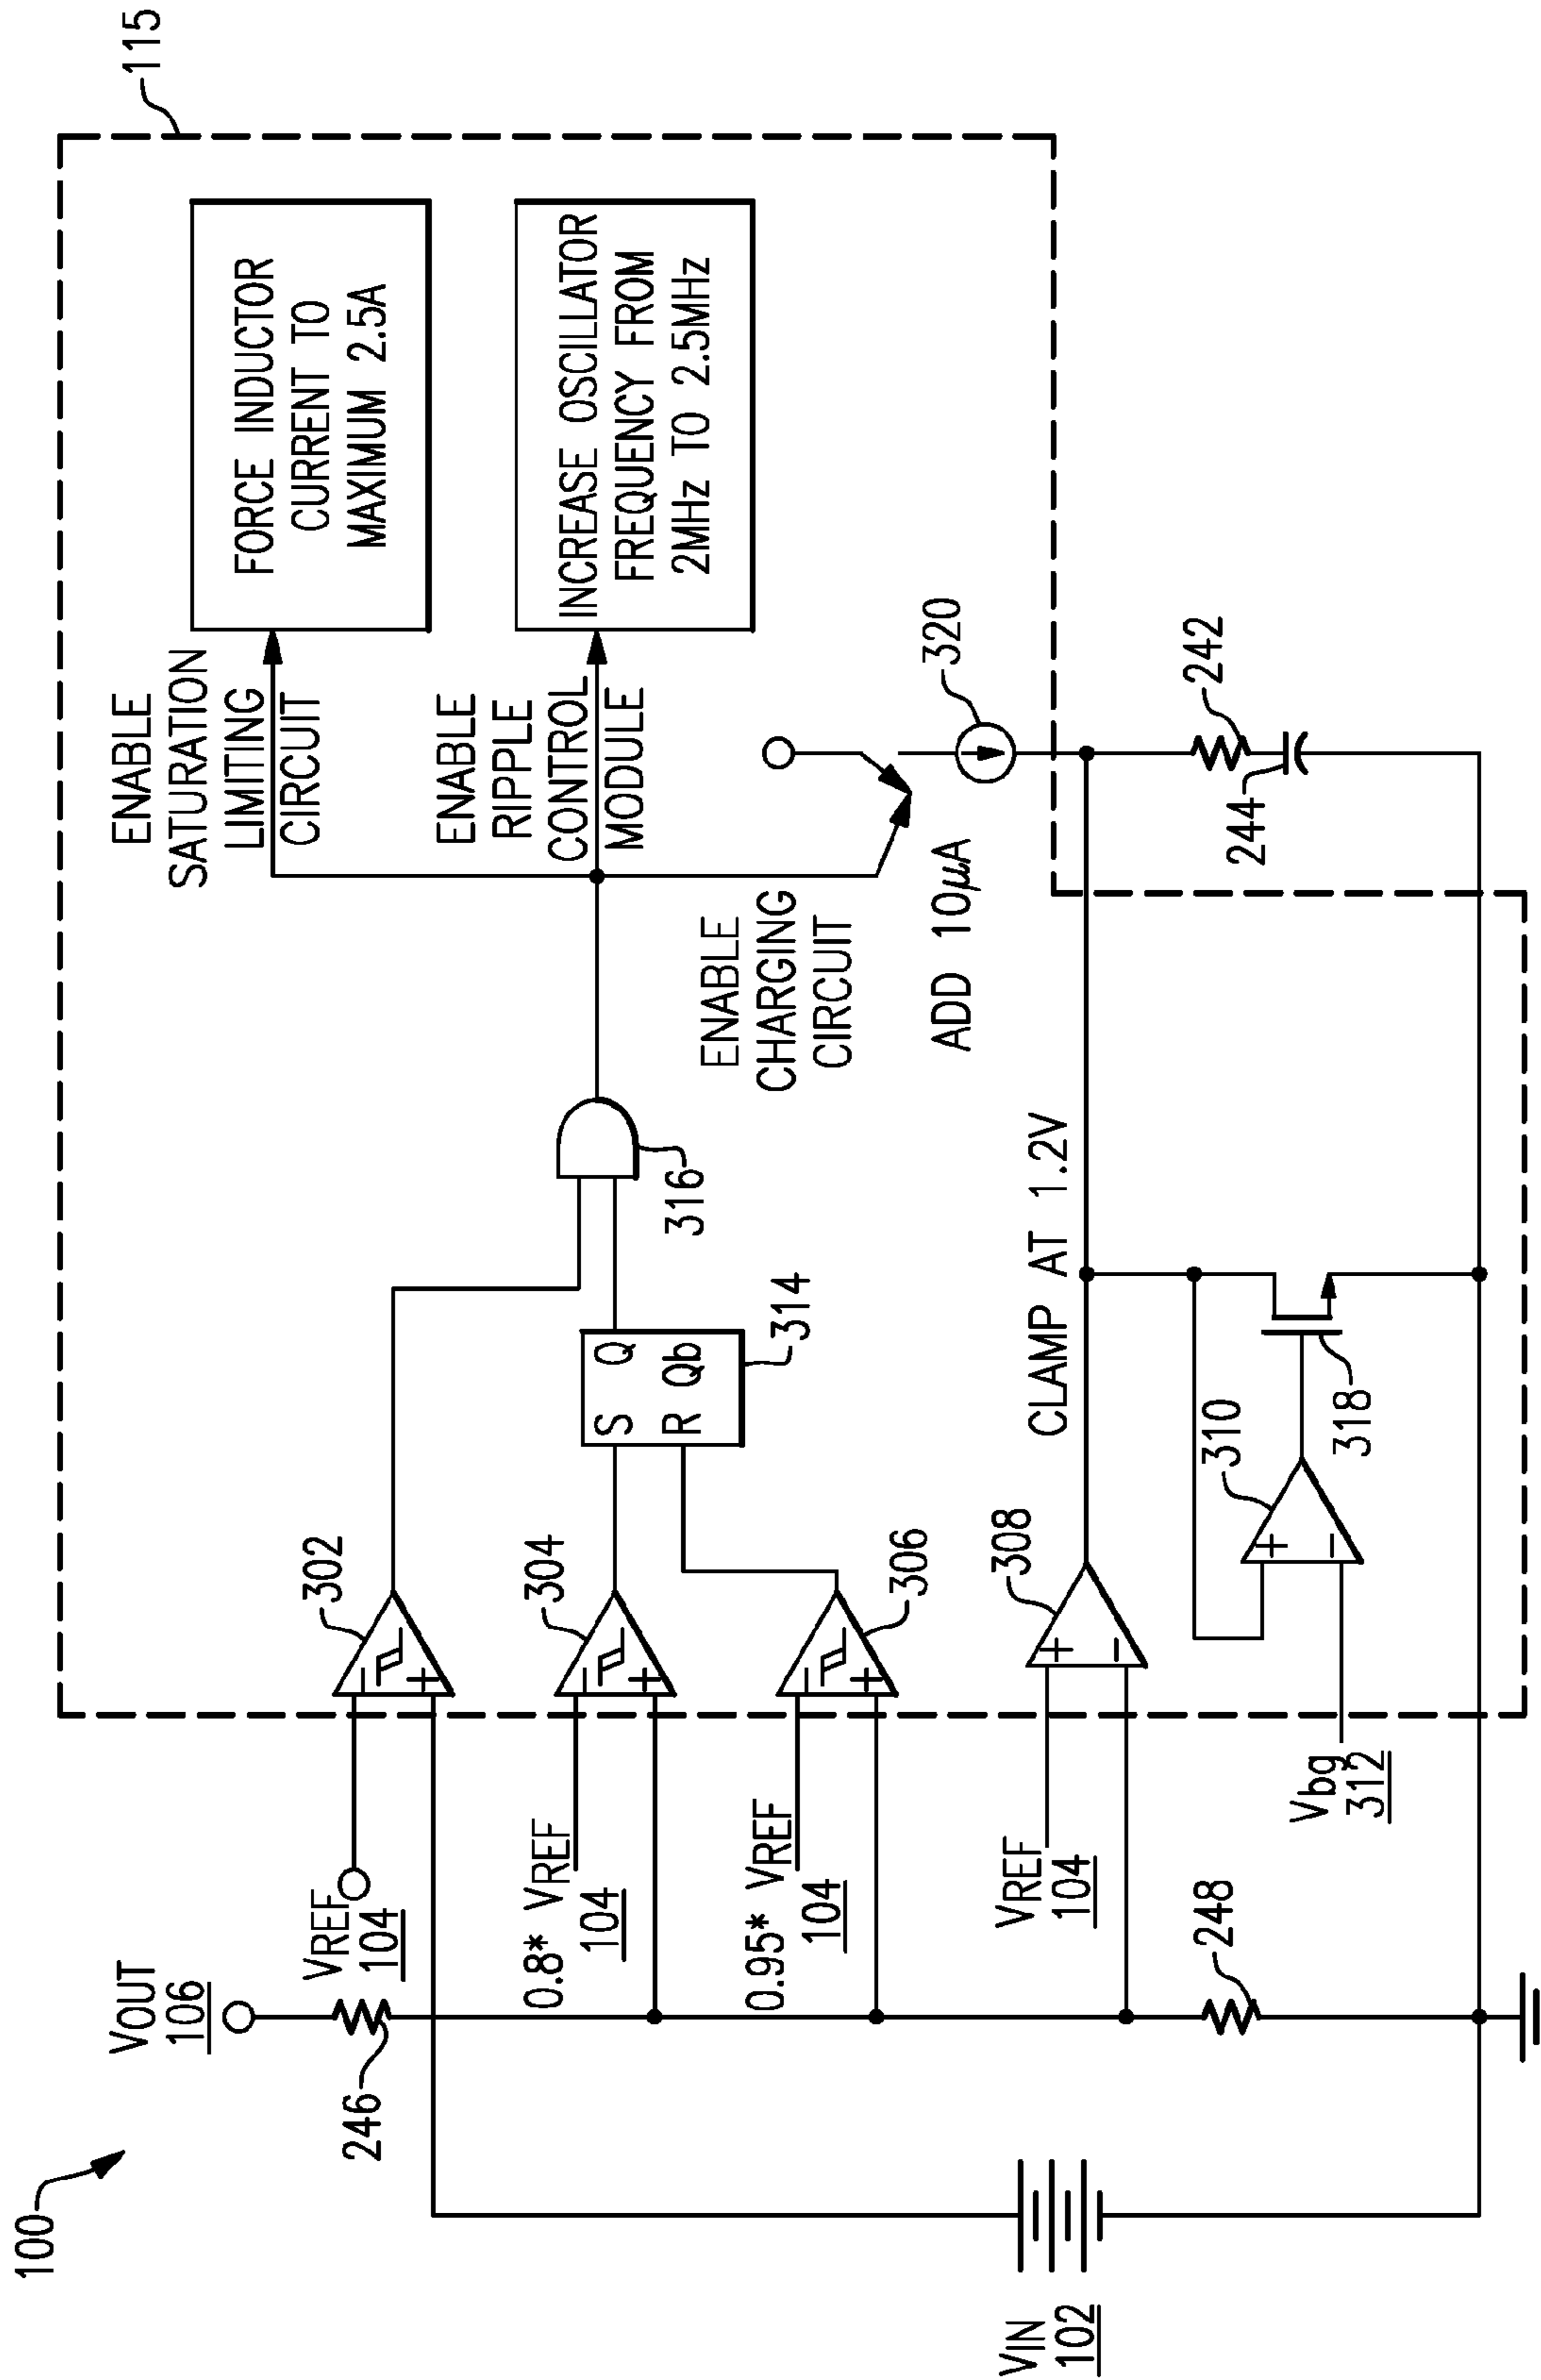 100
115
VOUT
106
VREF
104
246
302
ENABLE
SATURATION
LIMITING
CIRCUIT
FORCE INDUCTOR
CURRENT TO
MAXIMUM 2.5A
0.8* VREF
104
304
S Q
R Qb
314
316
ENABLE
RIPPLE
CONTROL
MODULE
INCREASE OSCILLATOR
FREQUENCY FROM
2MHz TO 2.5MHz
0.95* VREF
104
306
ENABLE
CHARGING
CIRCUIT
ADD 10μA
320
VREF
104
308
CLAMP AT 1.2V
VIN
102
248
310
318
Vbg
312
242
244
+
-
+
-
+
-
+
-
+
-